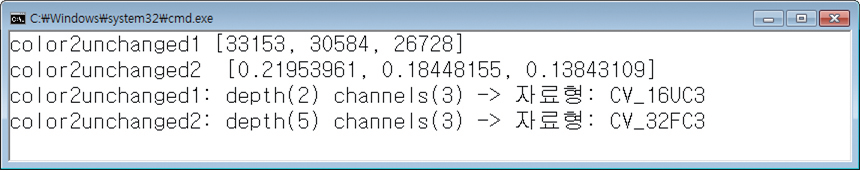 C:₩Windows₩system32₩cmd.exe
color2unchanged1 [33153, 30584, 26728]
color2unchanged2  [0.21953961, 0.18448155, 0.13843109]
color2unchanged1: depth(2) channels(3) -> 자료형: CV_16UC3
color2unchanged2: depth(5) channels(3) -> 자료형: CV_32FC3